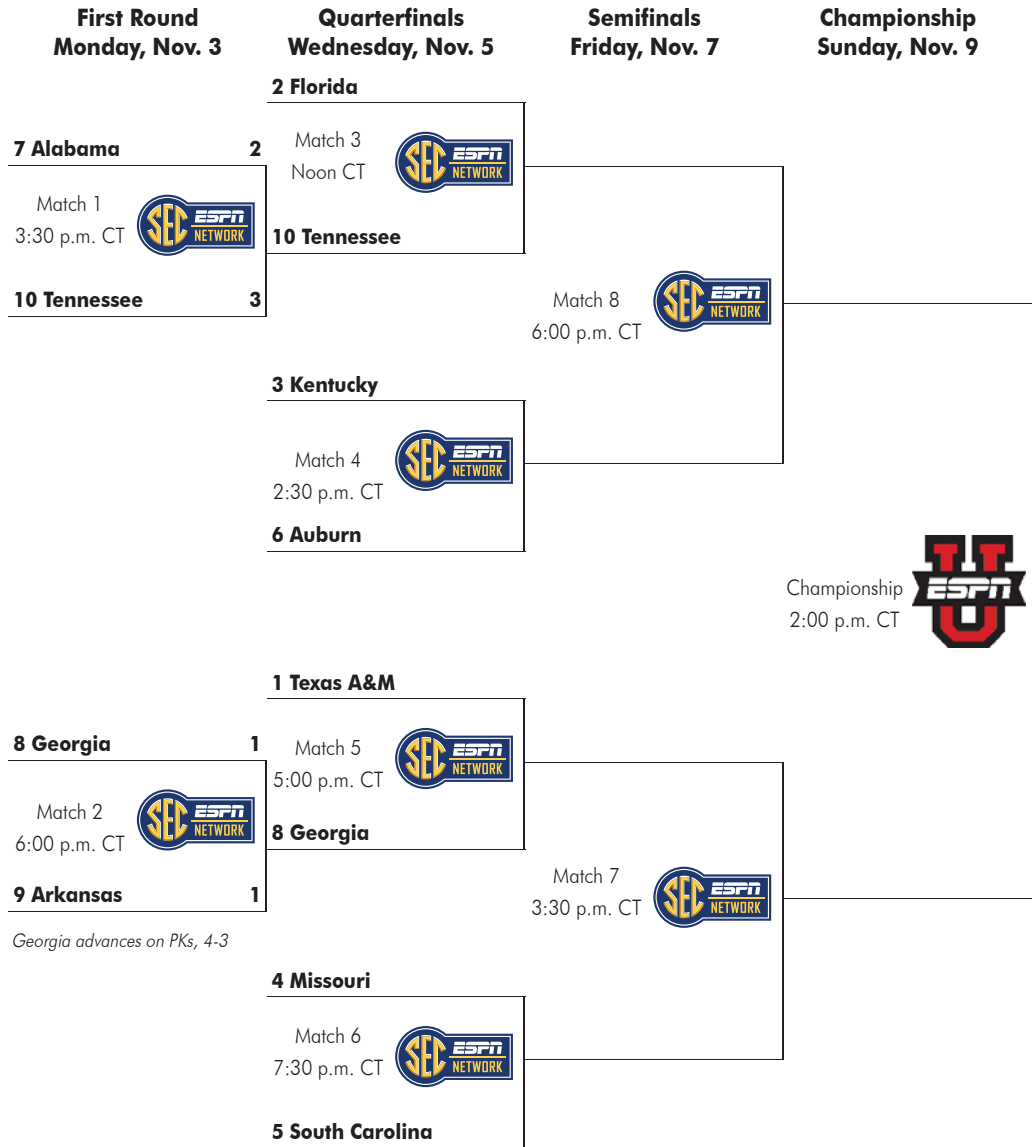 First Round
Monday, Nov. 3
Quarterfinals
Wednesday, Nov. 5
Semifinals
Friday, Nov. 7
Championship
Sunday, Nov. 9
7 Alabama 2
Match 1
3:30 p.m. CT
SEC ESPN NETWORK
10 Tennessee 3
2 Florida
Match 3
Noon CT
SEC ESPN NETWORK
10 Tennessee
3 Kentucky
Match 4
2:30 p.m. CT
SEC ESPN NETWORK
6 Auburn
Match 8
6:00 p.m. CT
SEC ESPN NETWORK
Championship
2:00 p.m. CT
U ESPN
8 Georgia 1
Match 2
6:00 p.m. CT
SEC ESPN NETWORK
9 Arkansas 1
Georgia advances on PKs, 4-3
1 Texas A&M
Match 5
5:00 p.m. CT
SEC ESPN NETWORK
8 Georgia
4 Missouri
Match 6
7:30 p.m. CT
SEC ESPN NETWORK
5 South Carolina
Match 7
3:30 p.m. CT
SEC ESPN NETWORK